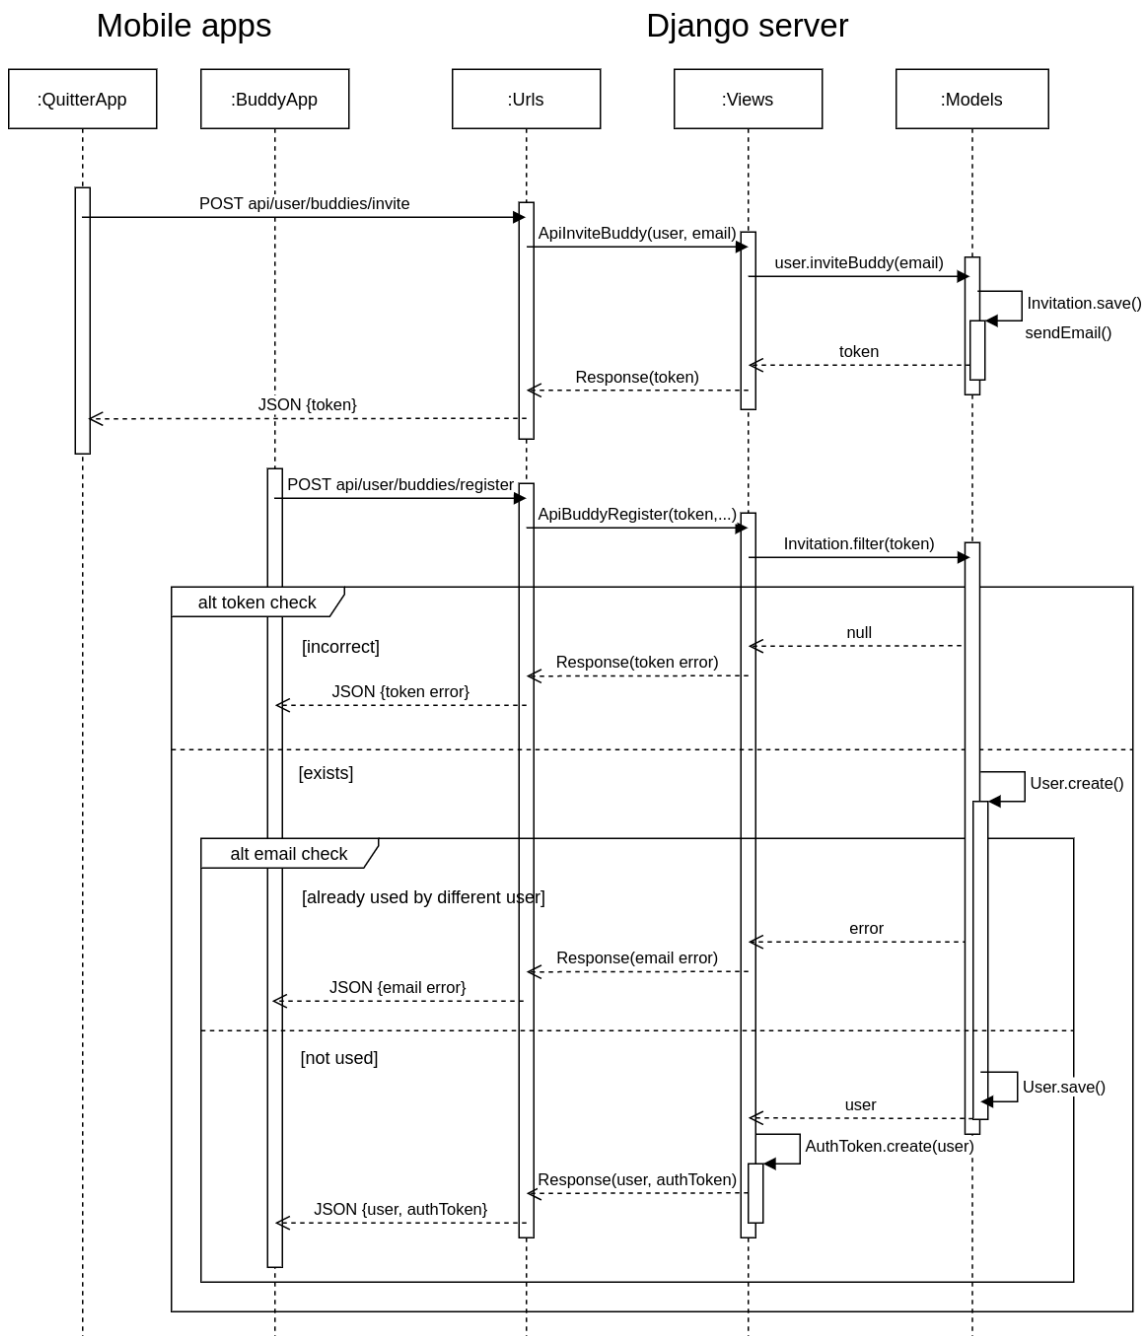 Mobile apps
Django server
:QuitterApp
:BuddyApp
:Urls
:Views
:Models
POST api/user/buddies/invite
ApiInviteBuddy(user, email)
user.inviteBuddy(email)
Invitation.save()
sendEmail()
token
Response(token)
JSON {token}
POST api/user/buddies/register
ApiBuddyRegister(token,...)
Invitation.filter(token)
alt token check
null
[incorrect]
Response(token error)
JSON {token error}
[exists]
User.create()
alt email check
[already used by different user]
error
Response(email error)
JSON {email error}
[not used]
User.save()
user
AuthToken.create(user)
Response(user, authToken)
JSON {user, authToken}